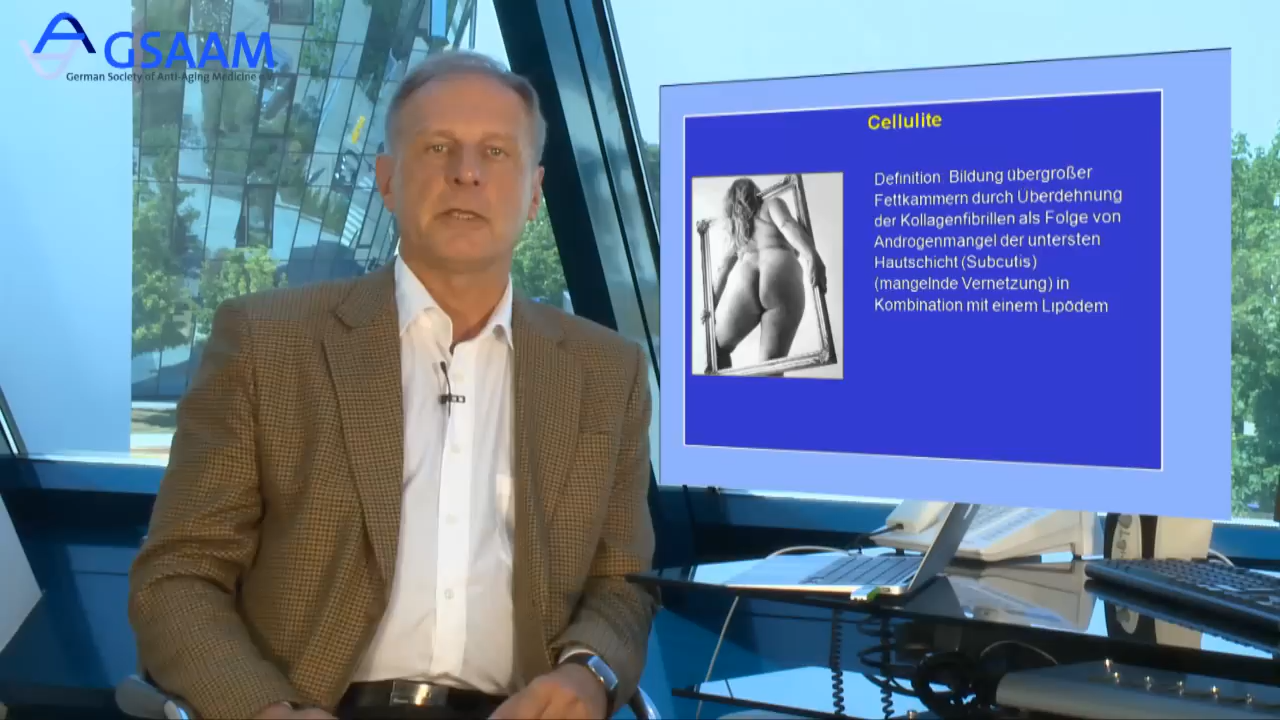 GSAAM
German Society of Anti-Aging Medicine e.V.
Cellulite
Definition: Bildung übergroßer
Fettkammern durch Überdehnung
der Kollagenfibrillen als Folge von
Androgenmangel der untersten
Hautschicht (Subcutis)
(mangelnde Vernetzung) in
Kombination mit einem Lipödem